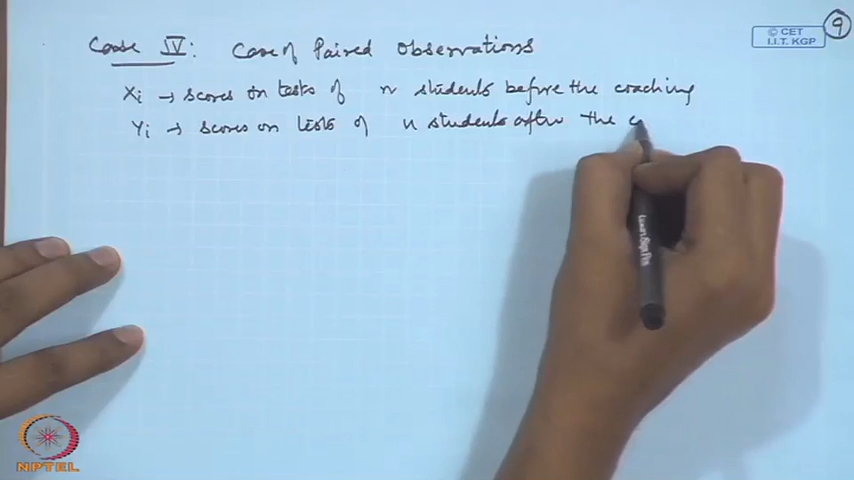 Case IV: Case of Paired Observations
Xi → scores on tests of n students before the coaching
Yi → scores on tests of n students after the c
© CET
I.I.T. KGP
9
Luxor
NPTEL